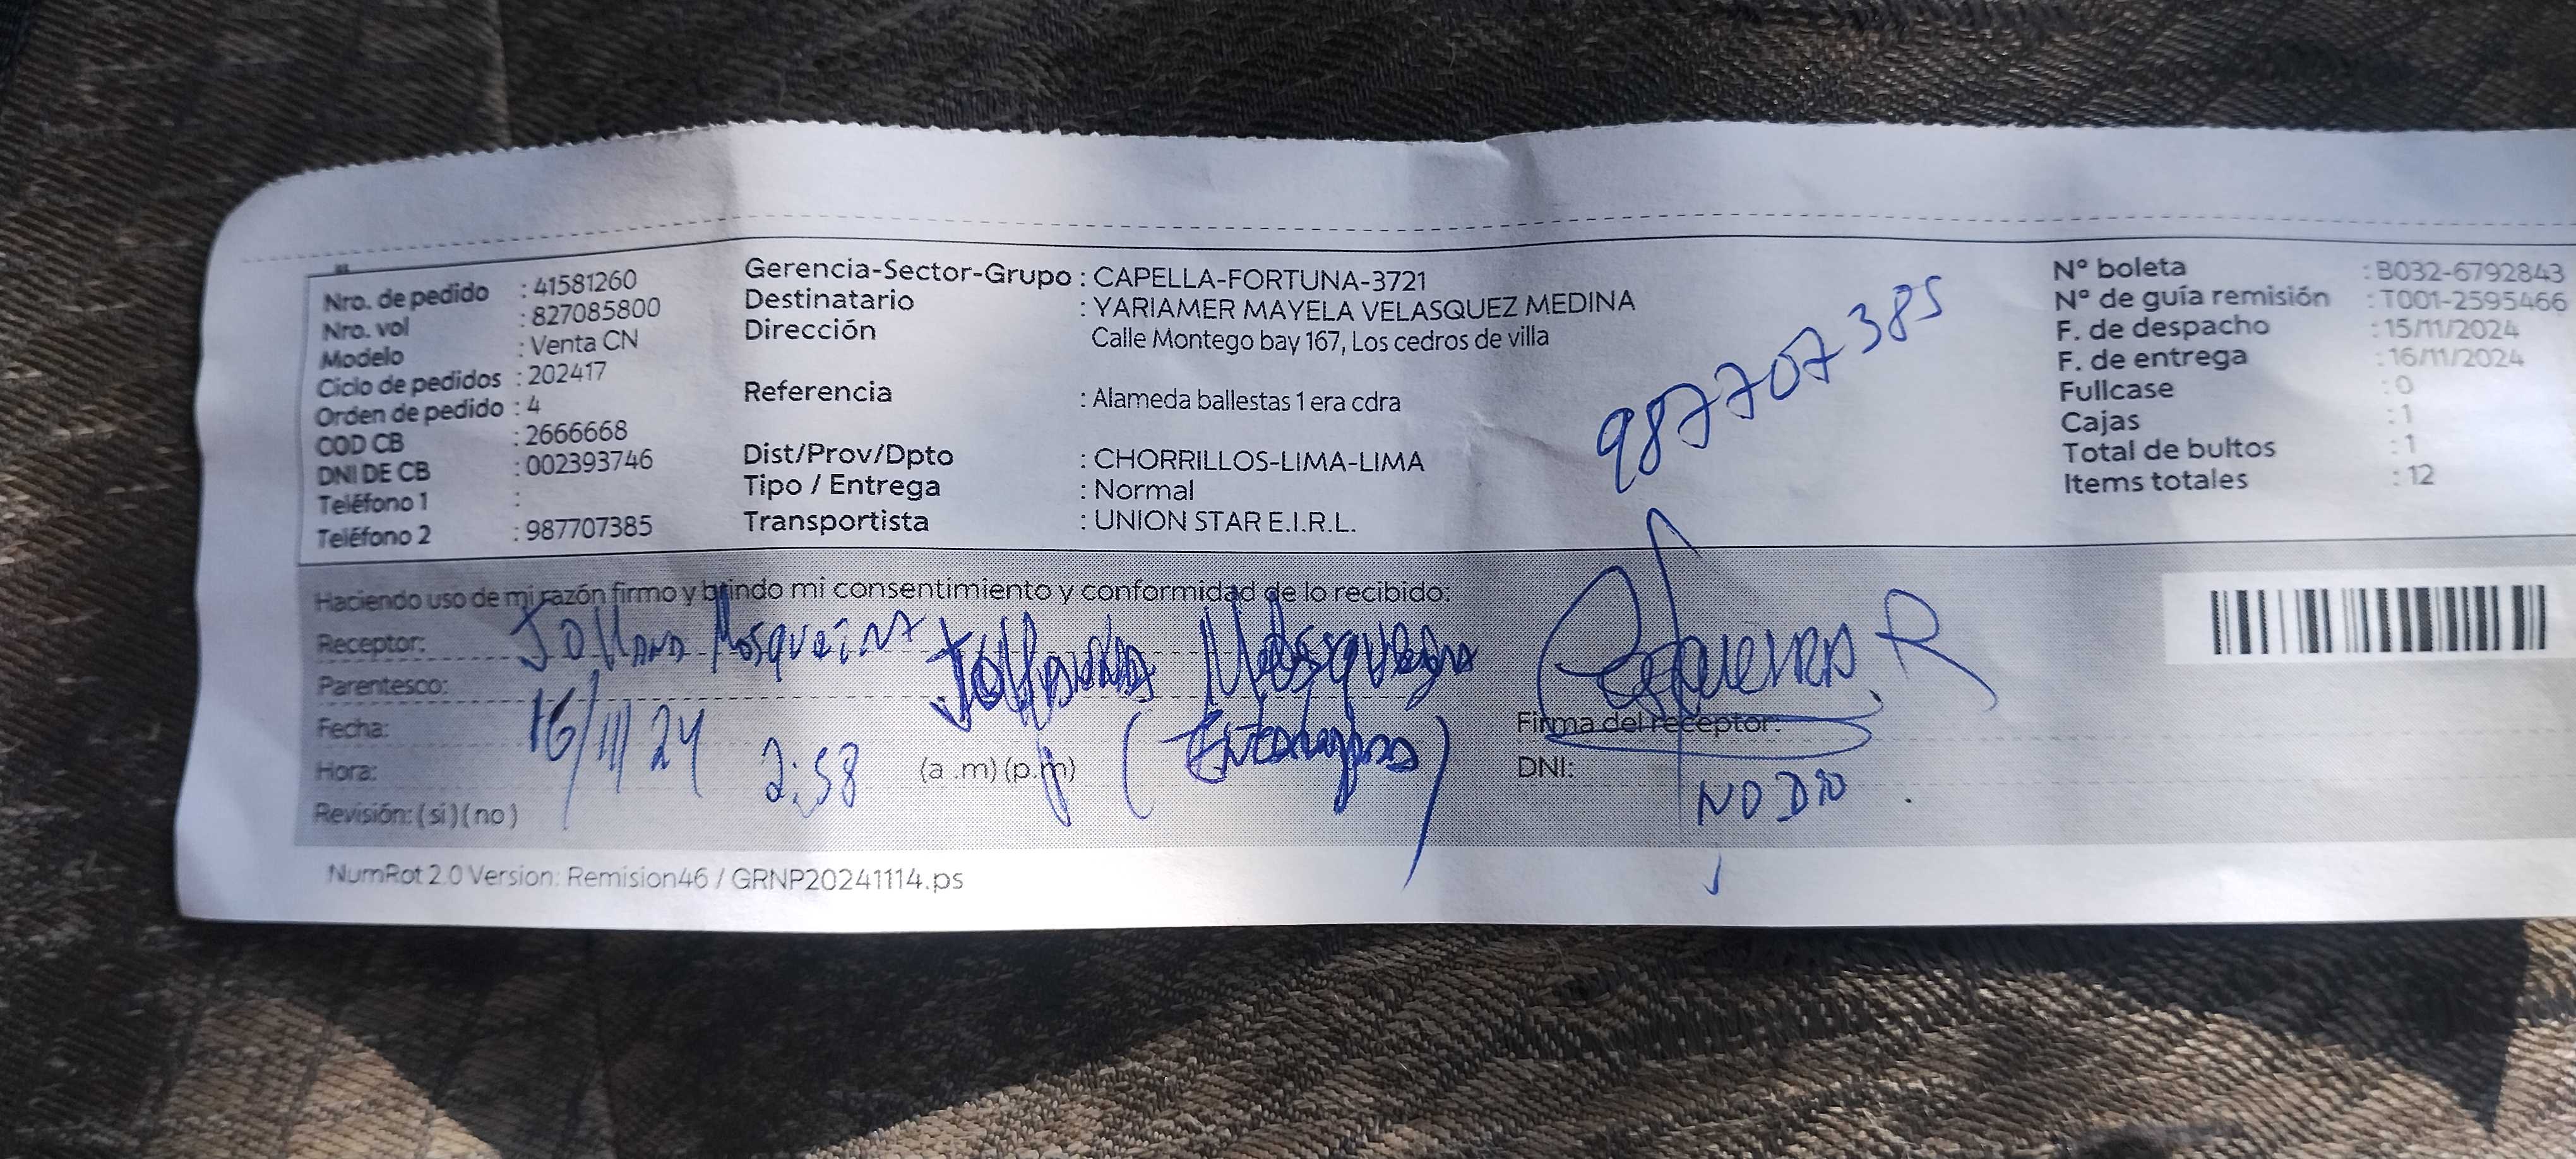 Nro. de pedido : 41581260
Nro. vol : 827085800
Modelo : Venta CN
Ciclo de pedidos : 202417
Orden de pedido : 4
COD CB : 2666668
DNI DE CB : 002393746
Teléfono 1 :
Teléfono 2 : 987707385
Gerencia-Sector-Grupo : CAPELLA-FORTUNA-3721
Destinatario : YARIAMER MAYELA VELASQUEZ MEDINA
Dirección Calle Montego bay 167, Los cedros de villa
Referencia : Alameda ballestas 1 era cdra
Dist/Prov/Dpto : CHORRILLOS-LIMA-LIMA
Tipo / Entrega : Normal
Transportista : UNION STAR E.I.R.L.
987707385
N° boleta : B032-6792843
N° de guía remisión : T001-2595466
F. de despacho : 15/11/2024
F. de entrega : 16/11/2024
Fullcase : 0
Cajas : 1
Total de bultos : 1
Items totales : 12
Haciendo uso de mi razón firmo y brindo mi consentimiento y conformidad de lo recibido:
Receptor:
Parentesco:
Fecha: 16/11/24
Hora: 2:58 (a .m) (p.m)
Revisión: (si) (no)
Firma del receptor:
DNI: NO DIO
NumRot 2.0 Version: Remision46 / GRNP20241114.ps